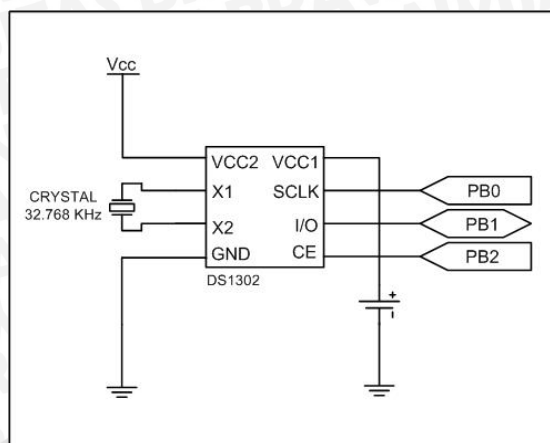 Vcc
VCC2 VCC1
X1 SCLK
X2 I/O
GND CE
DS1302
CRYSTAL
32.768 KHz
PB0
PB1
PB2
+
-